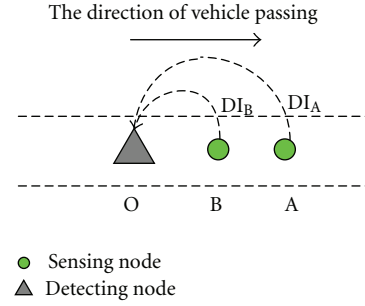 The direction of vehicle passing
DI_B
DI_A
O B A
Sensing node
Detecting node